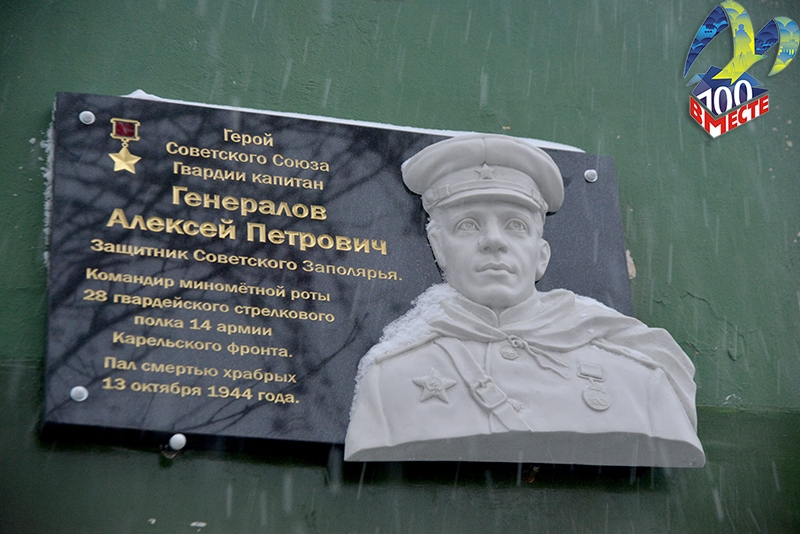 Герой
Советского Союза
Гвардии капитан
Генералов
Алексей Петрович
Защитник Советского Заполярья.
Командир миномётной роты
28 гвардейского стрелкового
полка 14 армии
Карельского фронта.
Пал смертью храбрых
13 октября 1944 года.
100
ВМЕСТЕ